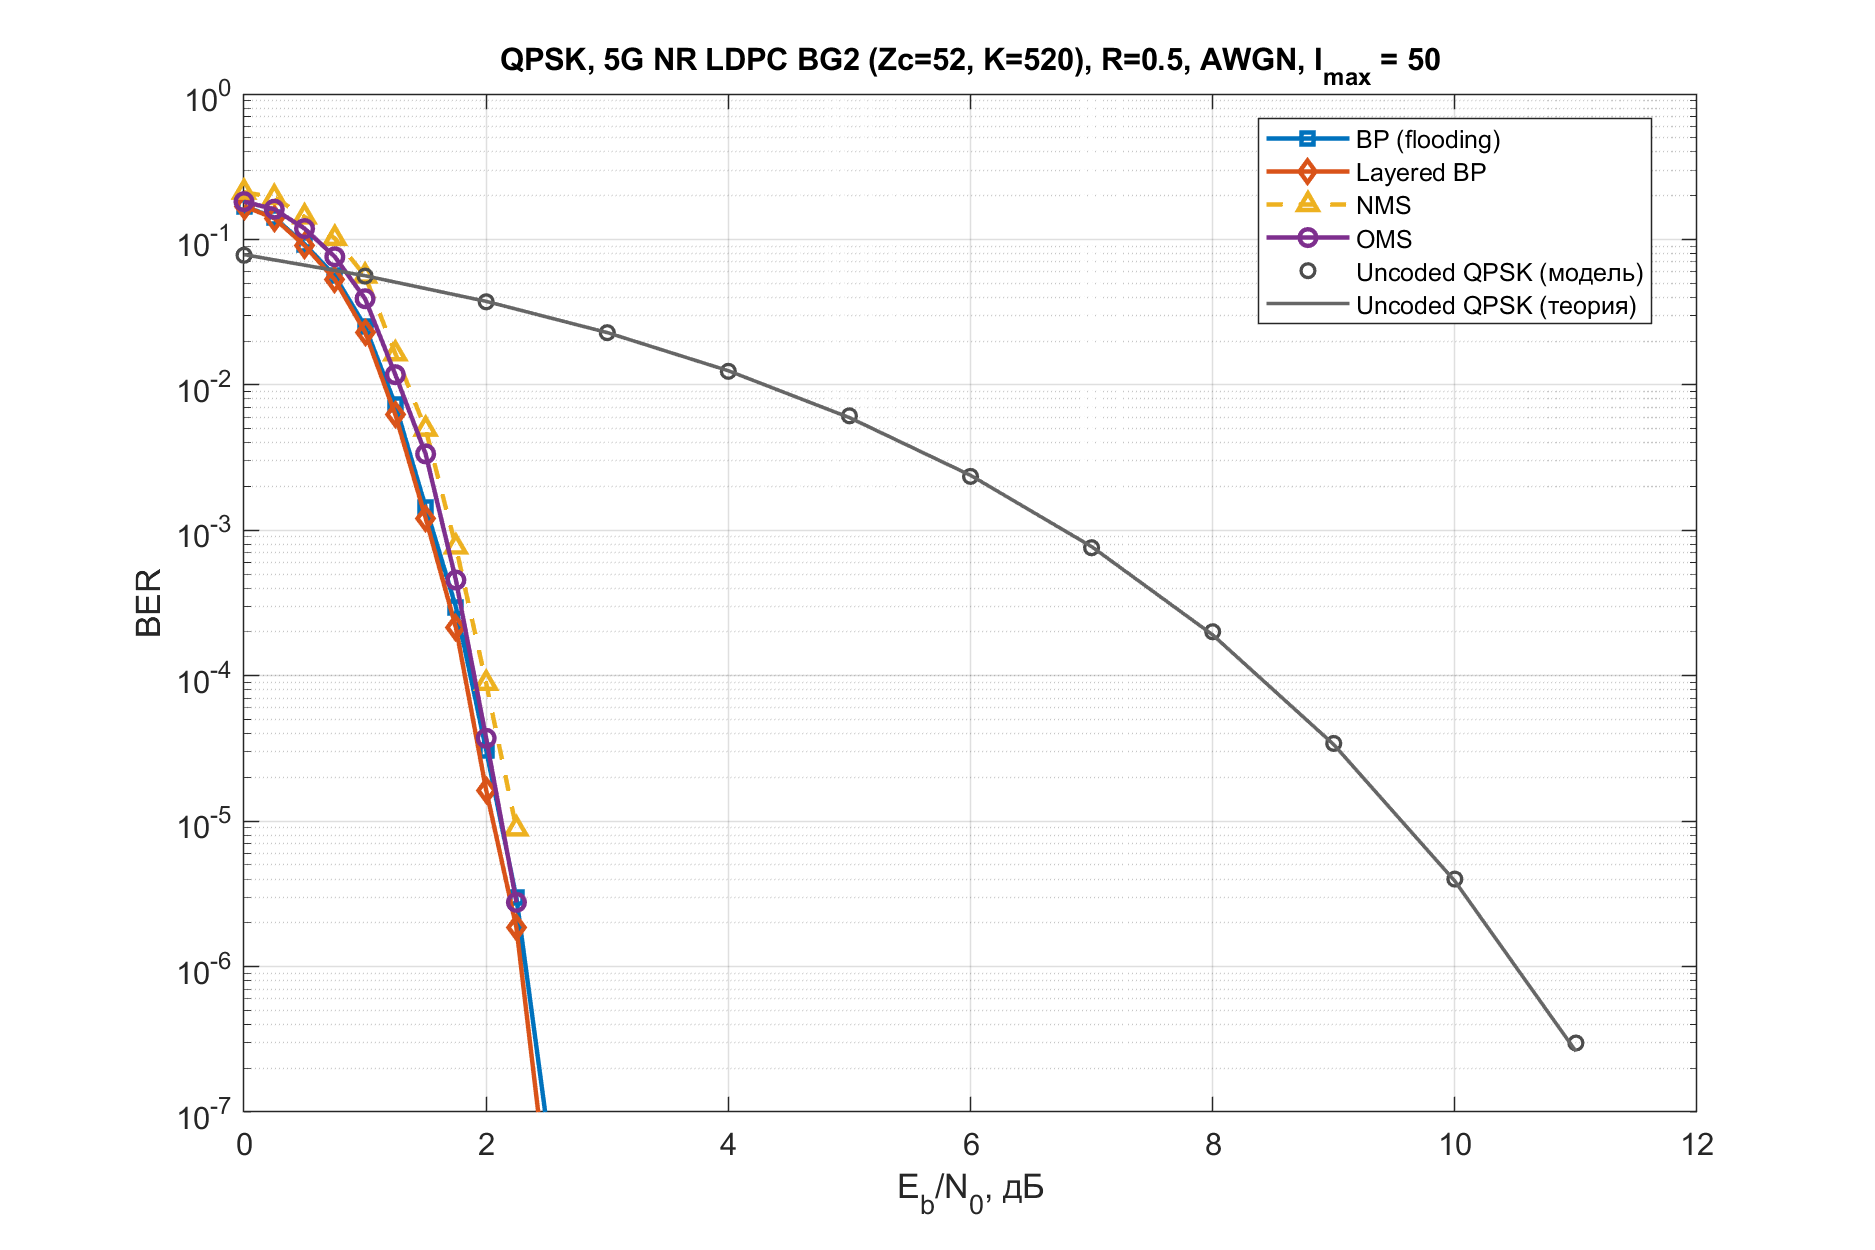 QPSK, 5G NR LDPC BG2 (Zc=52, K=520), R=0.5, AWGN, I_max = 50
10^0
10^-1
10^-2
10^-3
10^-4
10^-5
10^-6
10^-7
BER
BP (flooding)
Layered BP
NMS
OMS
Uncoded QPSK (модель)
Uncoded QPSK (теория)
0 2 4 6 8 10 12
E_b/N_0, дБ